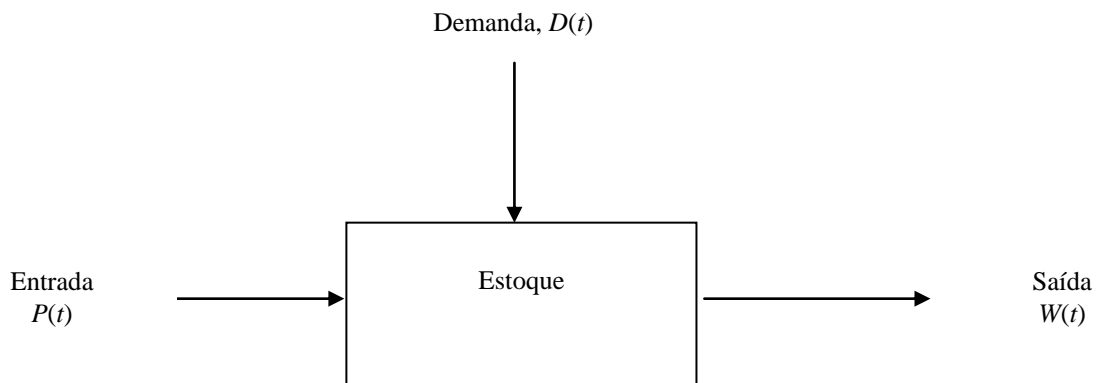 Demanda, D(t)
Entrada
P(t)
Estoque
Saída
W(t)